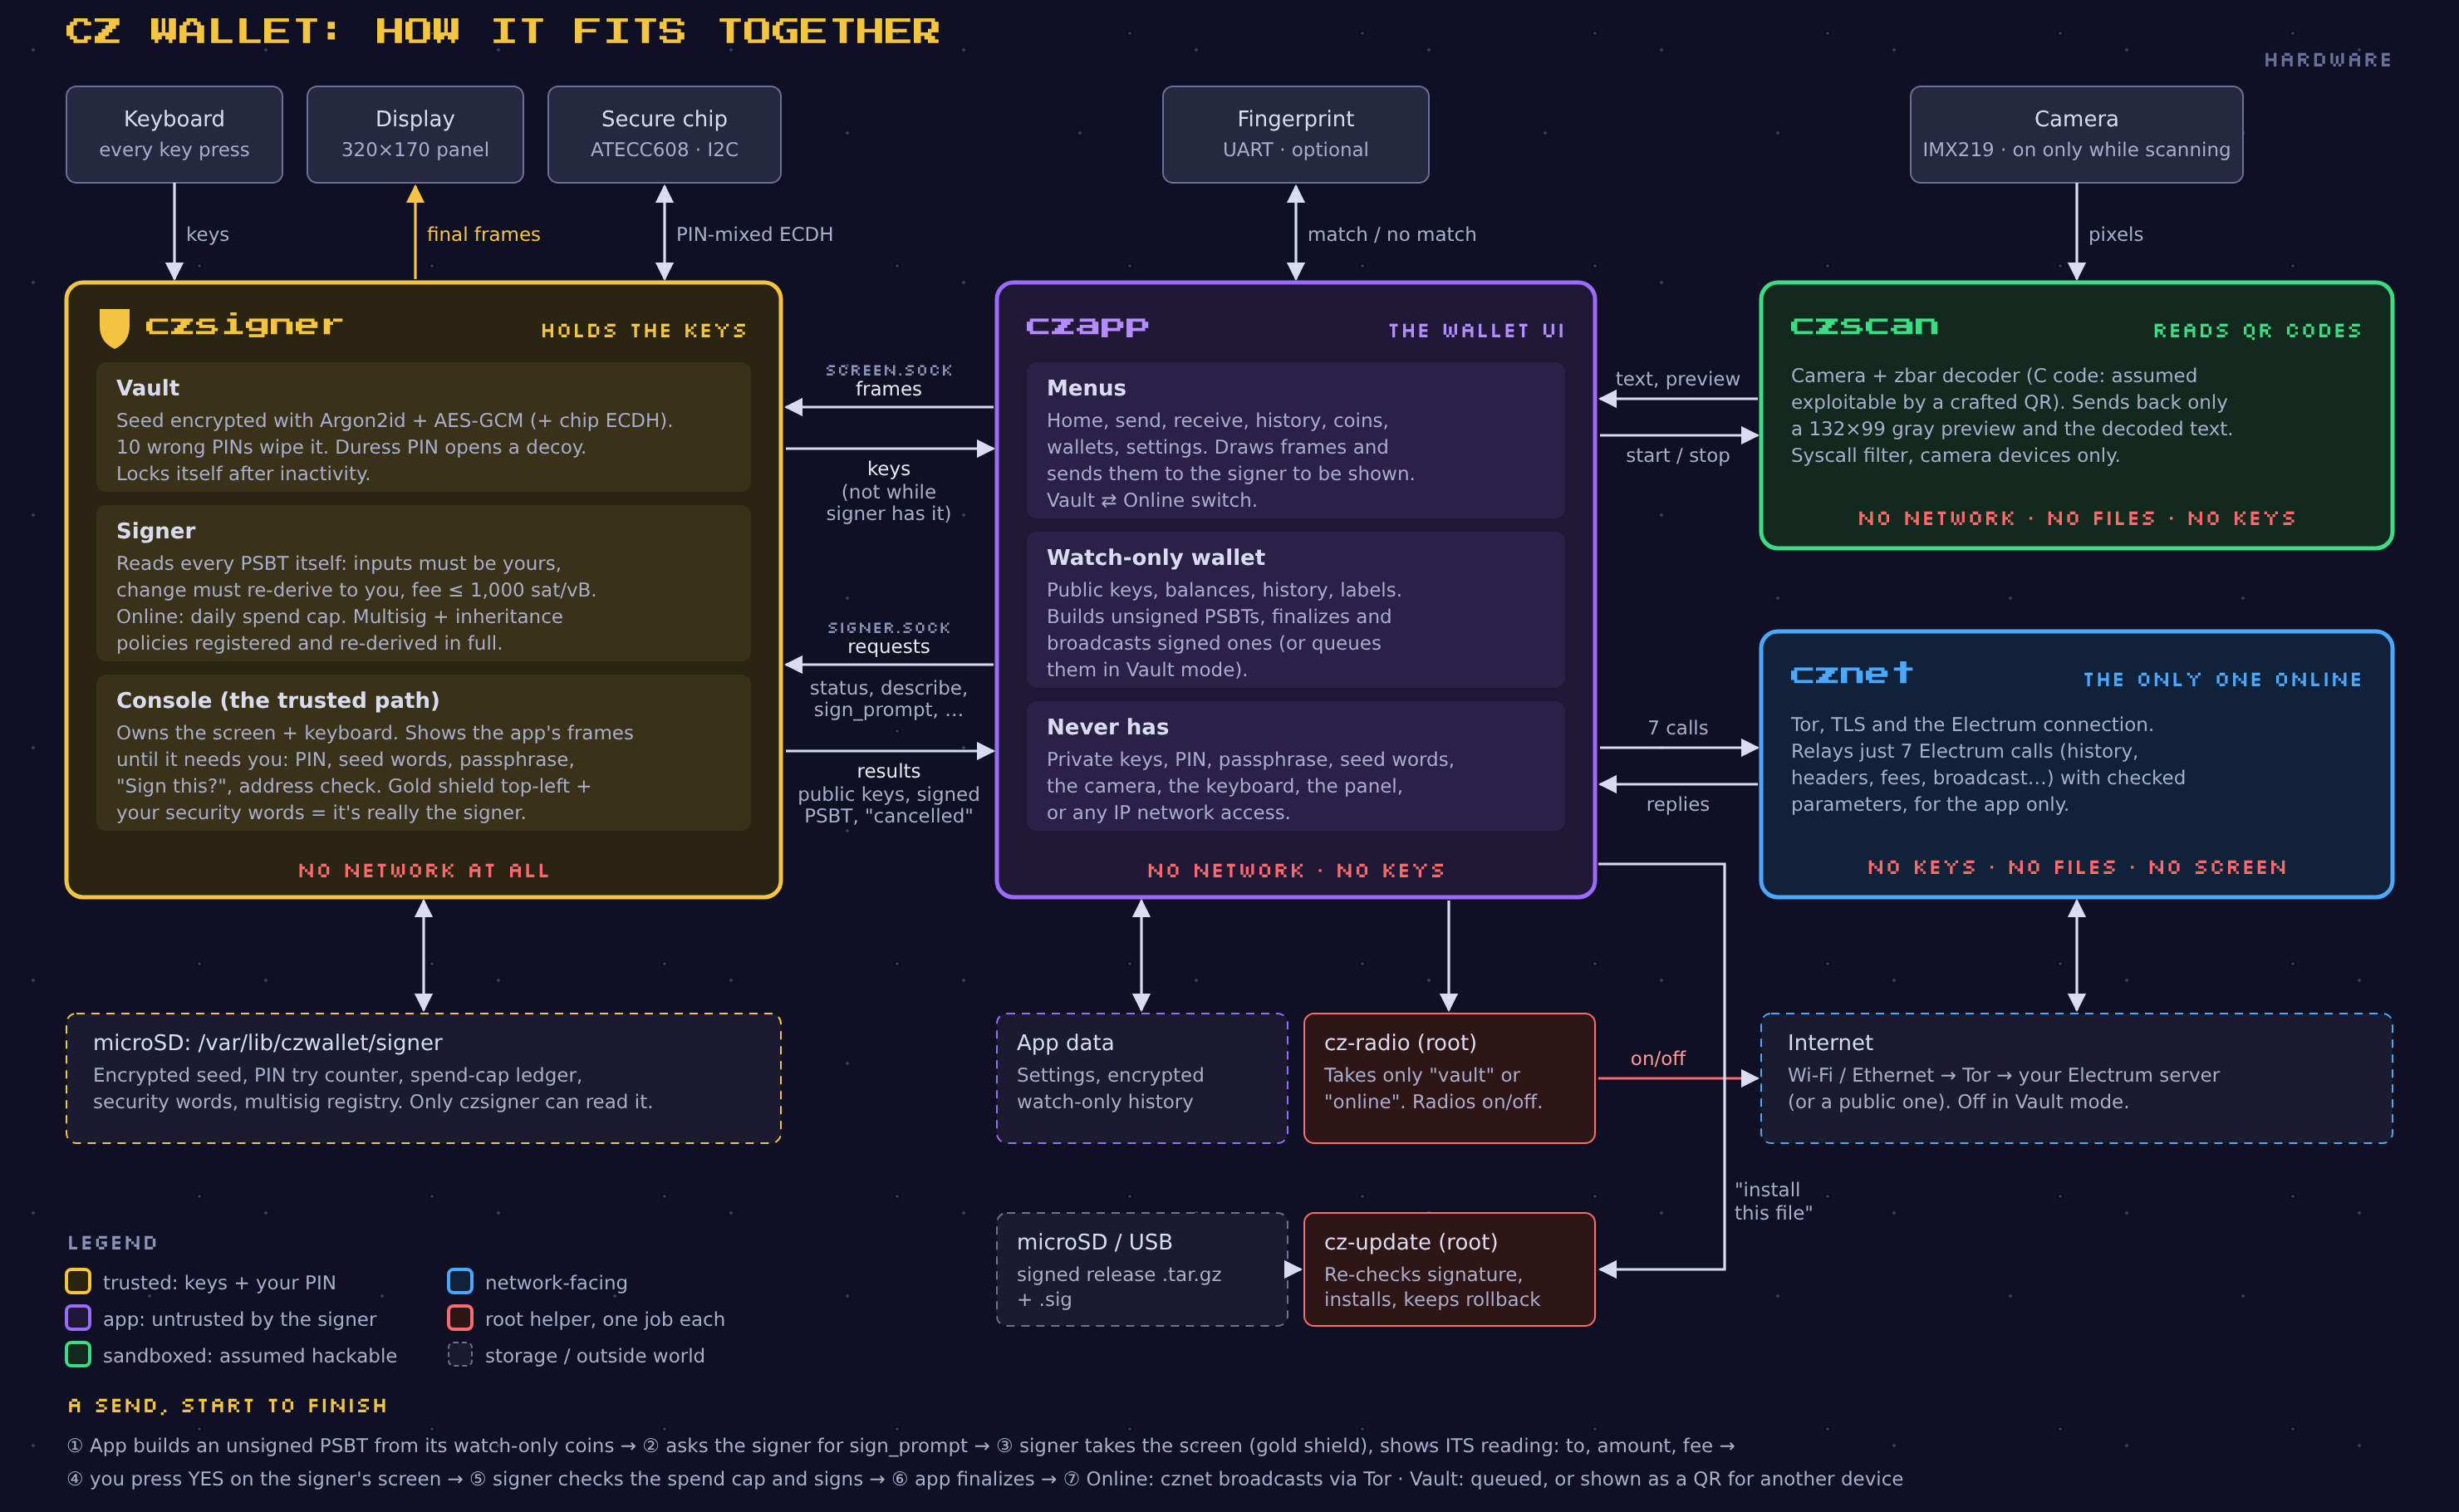 CZ WALLET: HOW IT FITS TOGETHER
HARDWARE
Keyboard
every key press
Display
320×170 panel
Secure chip
ATECC608 · I2C
Fingerprint
UART · optional
Camera
IMX219 · on only while scanning
keys
final frames
PIN-mixed ECDH
match / no match
pixels
czsigner
HOLDS THE KEYS
Vault
Seed encrypted with Argon2id + AES-GCM (+ chip ECDH).
10 wrong PINs wipe it. Duress PIN opens a decoy.
Locks itself after inactivity.
Signer
Reads every PSBT itself: inputs must be yours,
change must re-derive to you, fee ≤ 1,000 sat/vB.
Online: daily spend cap. Multisig + inheritance
policies registered and re-derived in full.
Console (the trusted path)
Owns the screen + keyboard. Shows the app's frames
until it needs you: PIN, seed words, passphrase,
"Sign this?", address check. Gold shield top-left +
your security words = it's really the signer.
NO NETWORK AT ALL
SCREEN.SOCK
frames
keys
(not while
signer has it)
SIGNER.SOCK
requests
status, describe,
sign_prompt, …
results
public keys, signed
PSBT, "cancelled"
czapp
THE WALLET UI
Menus
Home, send, receive, history, coins,
wallets, settings. Draws frames and
sends them to the signer to be shown.
Vault ⇄ Online switch.
Watch-only wallet
Public keys, balances, history, labels.
Builds unsigned PSBTs, finalizes and
broadcasts signed ones (or queues
them in Vault mode).
Never has
Private keys, PIN, passphrase, seed words,
the camera, the keyboard, the panel,
or any IP network access.
NO NETWORK · NO KEYS
text, preview
start / stop
7 calls
replies
czscan
READS QR CODES
Camera + zbar decoder (C code: assumed
exploitable by a crafted QR). Sends back only
a 132×99 gray preview and the decoded text.
Syscall filter, camera devices only.
NO NETWORK · NO FILES · NO KEYS
cznet
THE ONLY ONE ONLINE
Tor, TLS and the Electrum connection.
Relays just 7 Electrum calls (history,
headers, fees, broadcast…) with checked
parameters, for the app only.
NO KEYS · NO FILES · NO SCREEN
microSD: /var/lib/czwallet/signer
Encrypted seed, PIN try counter, spend-cap ledger,
security words, multisig registry. Only czsigner can read it.
App data
Settings, encrypted
watch-only history
cz-radio (root)
Takes only "vault" or
"online". Radios on/off.
on/off
Internet
Wi-Fi / Ethernet → Tor → your Electrum server
(or a public one). Off in Vault mode.
"install
this file"
microSD / USB
signed release .tar.gz
+ .sig
cz-update (root)
Re-checks signature,
installs, keeps rollback
LEGEND
trusted: keys + your PIN
network-facing
app: untrusted by the signer
root helper, one job each
sandboxed: assumed hackable
storage / outside world
A SEND, START TO FINISH
① App builds an unsigned PSBT from its watch-only coins → ② asks the signer for sign_prompt → ③ signer takes the screen (gold shield), shows ITS reading: to, amount, fee →
④ you press YES on the signer's screen → ⑤ signer checks the spend cap and signs → ⑥ app finalizes → ⑦ Online: cznet broadcasts via Tor · Vault: queued, or shown as a QR for another device